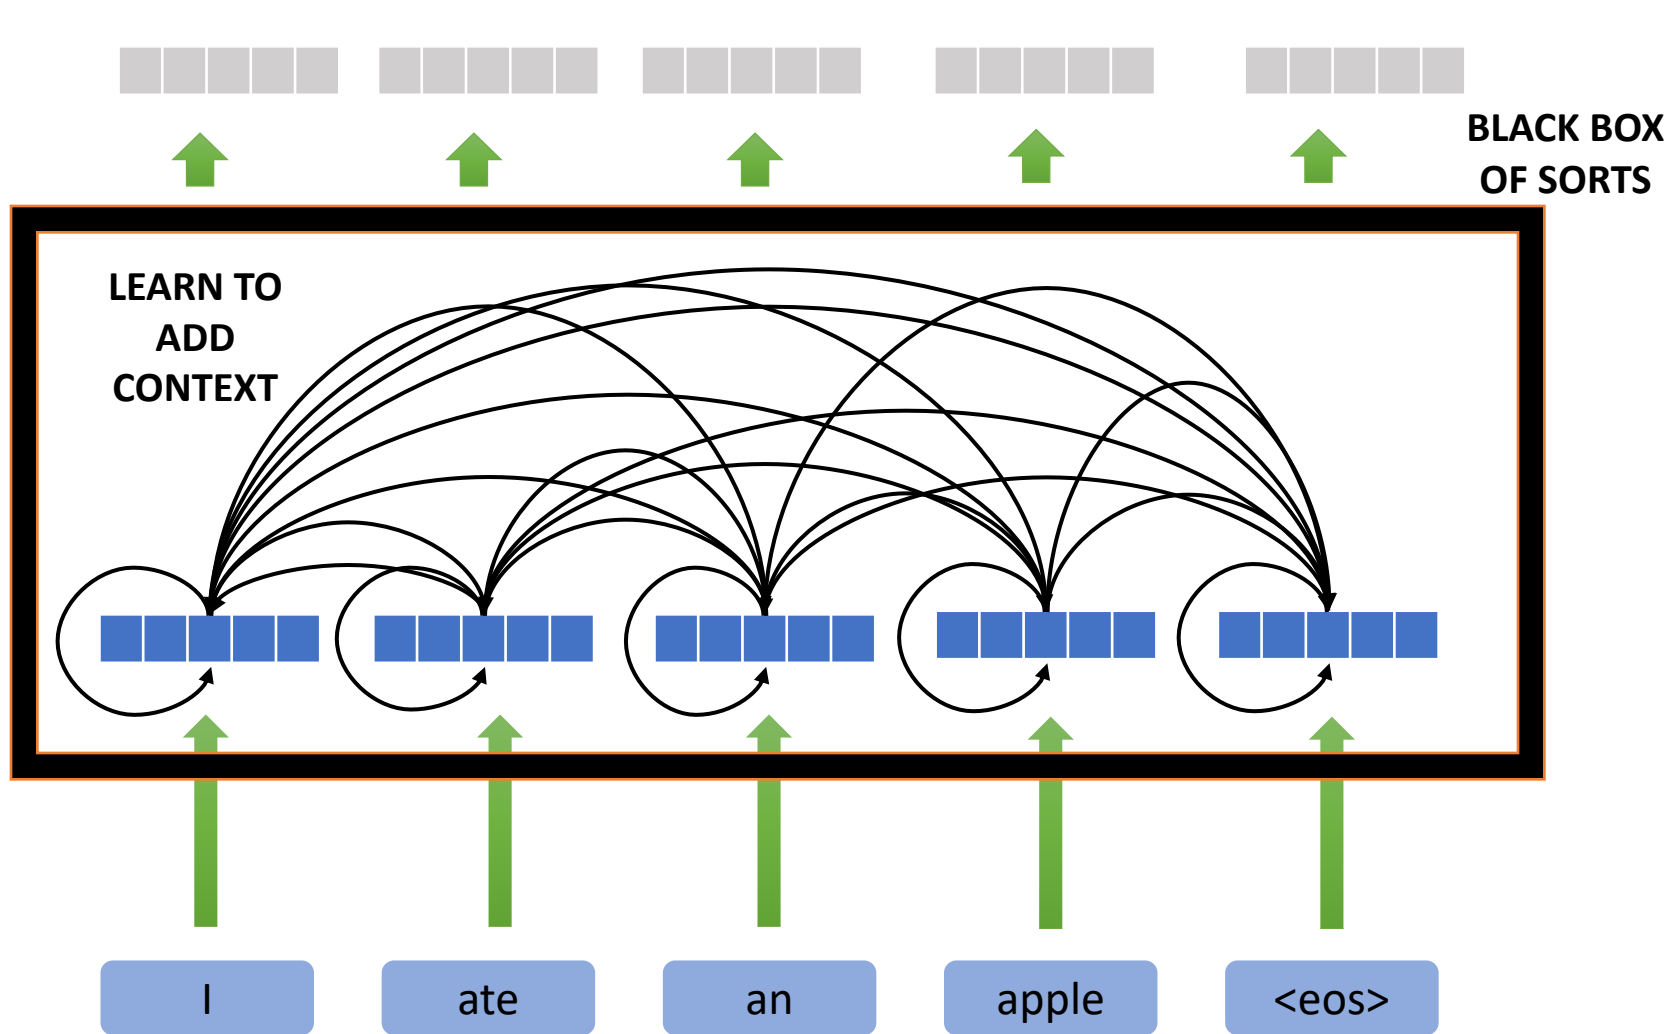 BLACK BOX
OF SORTS
LEARN TO
ADD
CONTEXT
I
ate
an
apple
<eos>